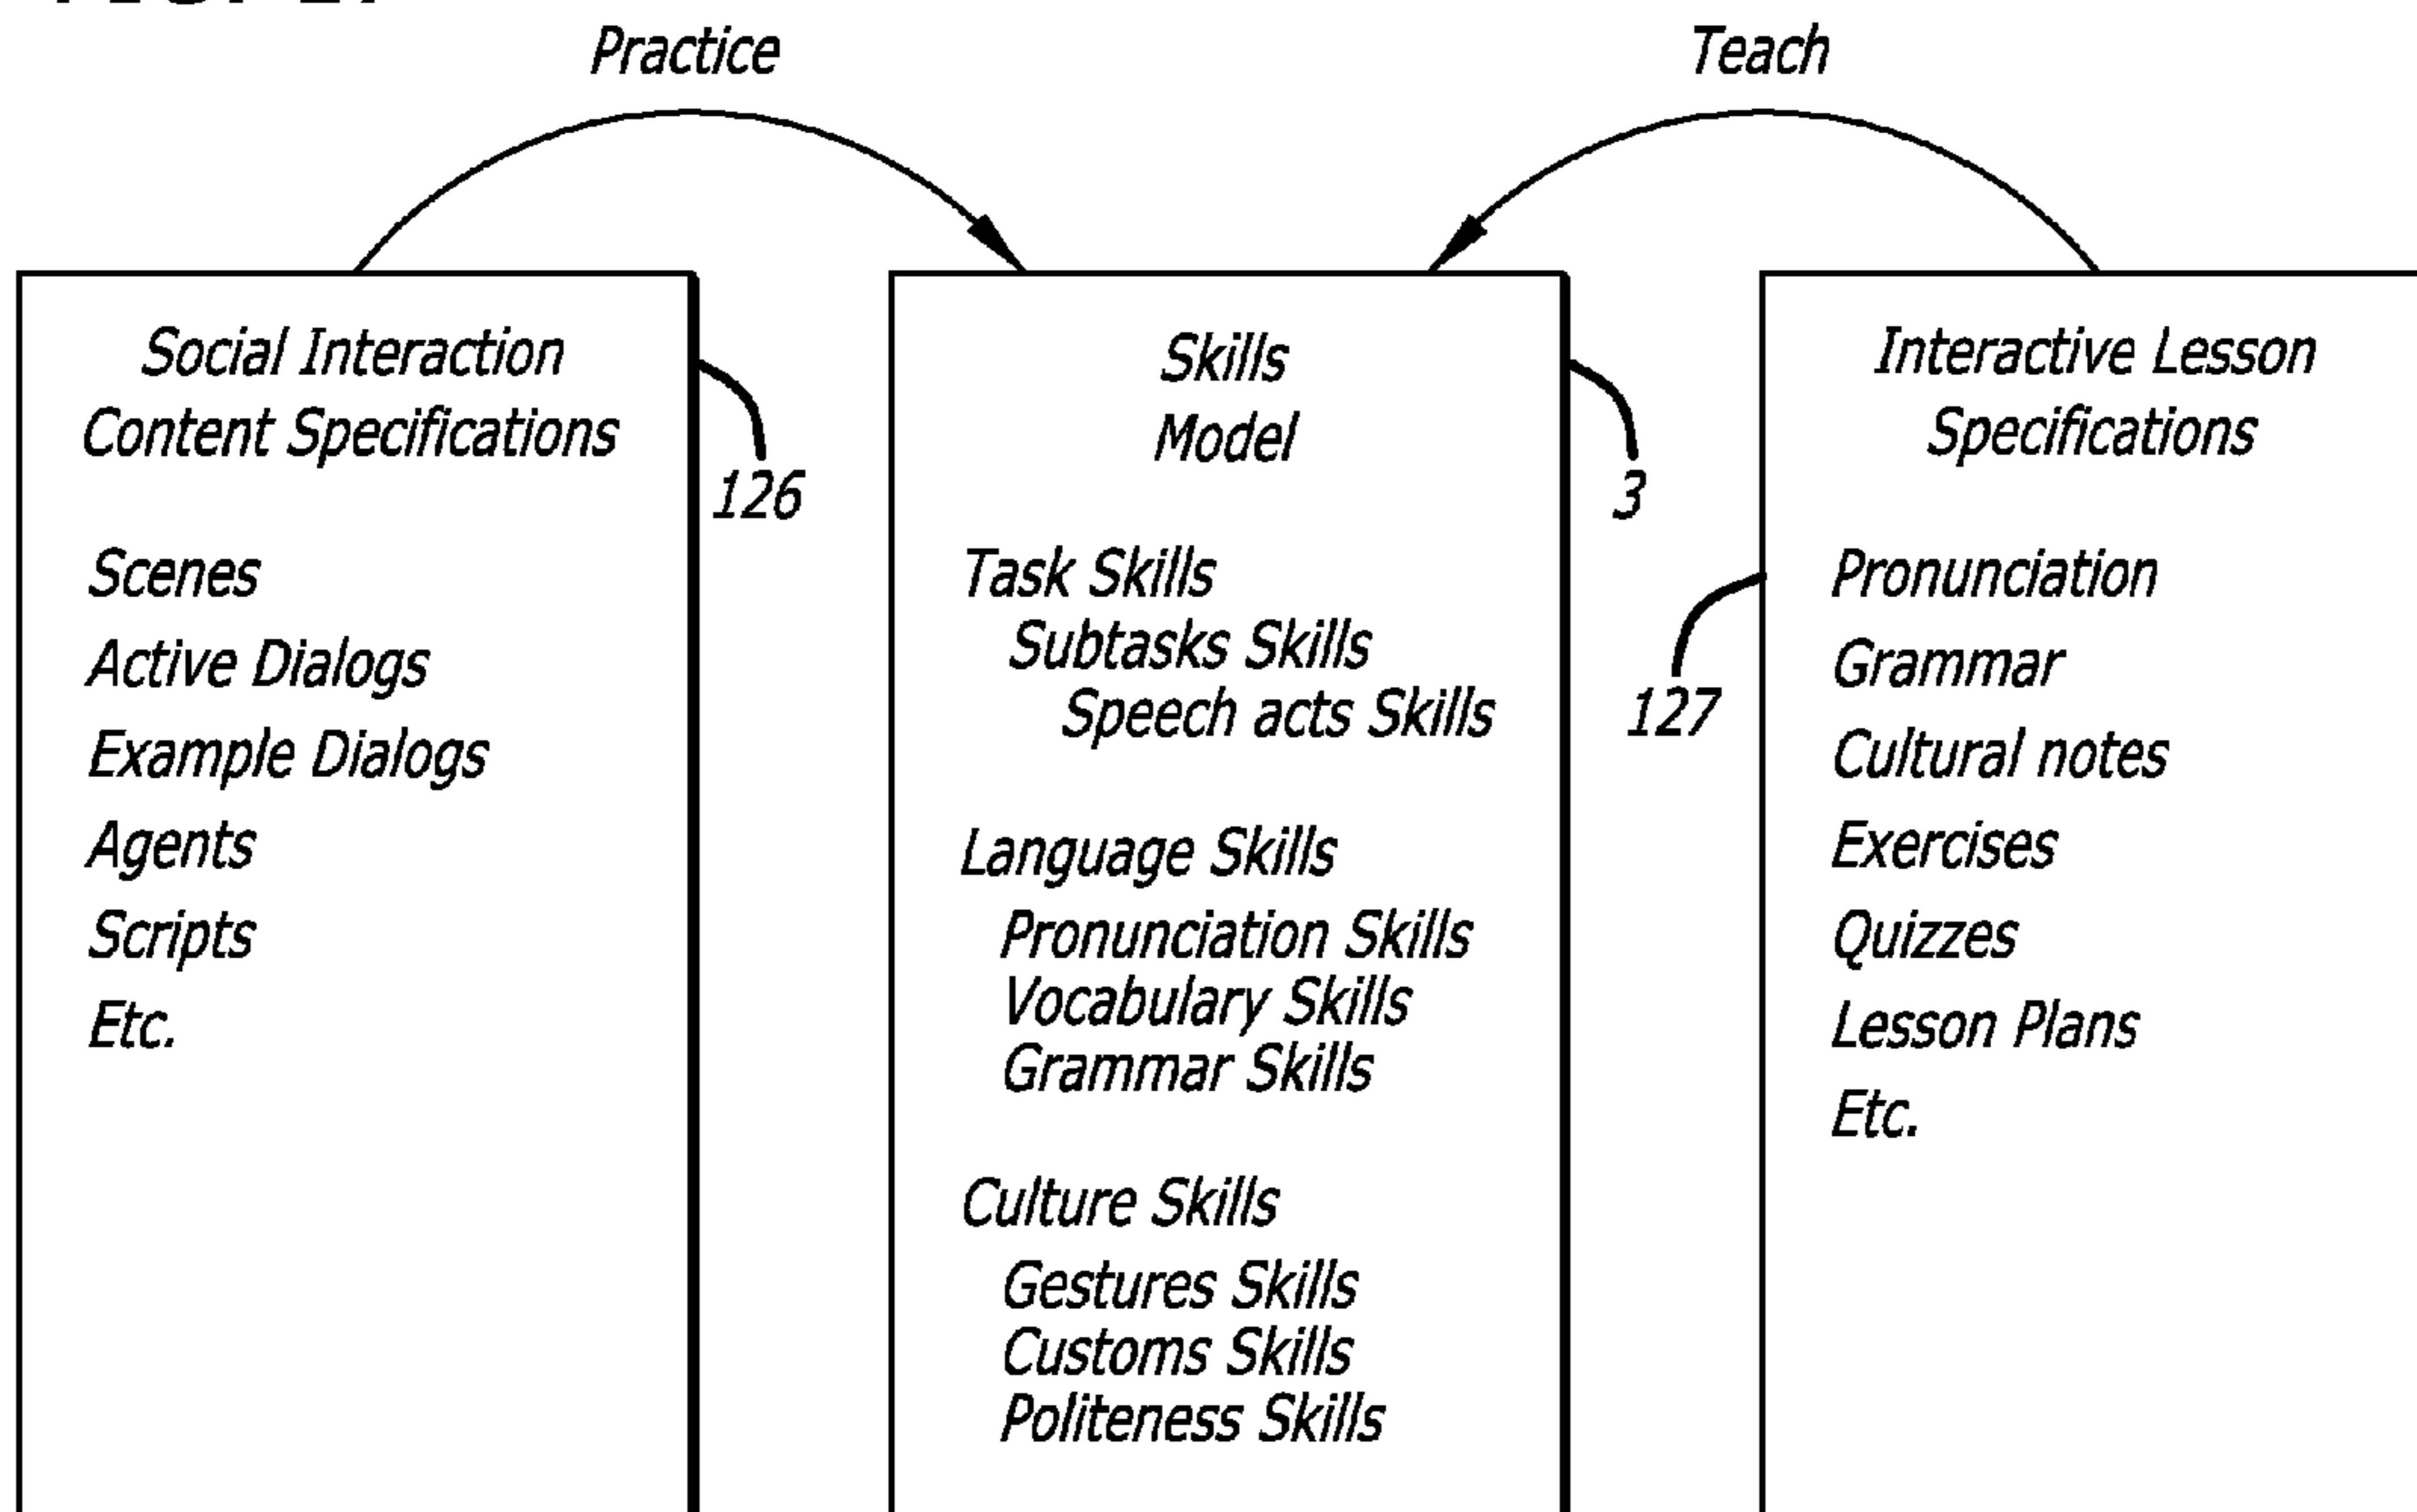 Practice
Teach
Social Interaction
Content Specifications
126
Scenes
Active Dialogs
Example Dialogs
Agents
Scripts
Etc.
Skills
Model
3
Task Skills
Subtasks Skills
Speech acts Skills
Language Skills
Pronunciation Skills
Vocabulary Skills
Grammar Skills
Culture Skills
Gestures Skills
Customs Skills
Politeness Skills
Interactive Lesson
Specifications
127
Pronunciation
Grammar
Cultural notes
Exercises
Quizzes
Lesson Plans
Etc.